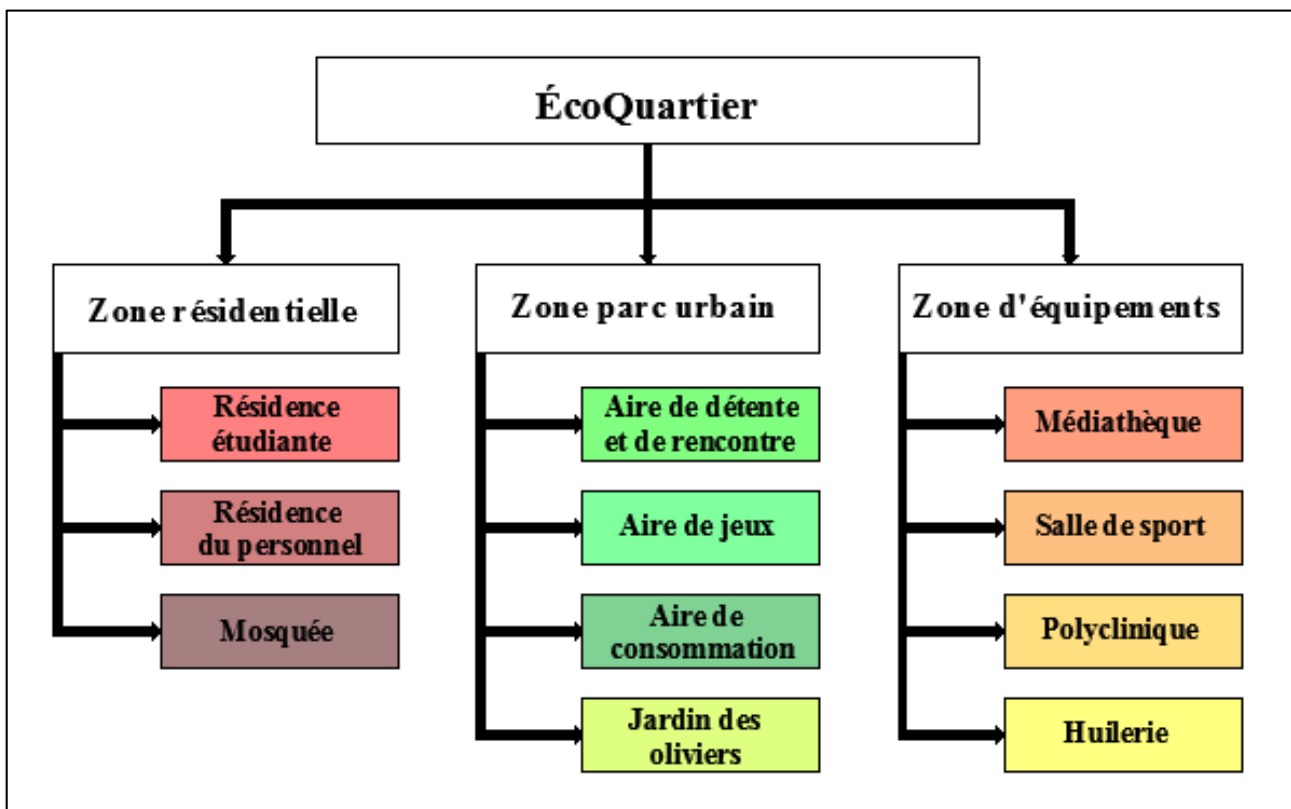 ÉcoQuartier
Zone résidentielle
Résidence
étudiante
Résidence
du personnel
Mosquée
Zone parc urbain
Aire de détente
et de rencontre
Aire de jeux
Aire de
consommation
Jardin des
oliviers
Zone d'équipements
Médiathèque
Salle de sport
Polyclinique
Huilerie